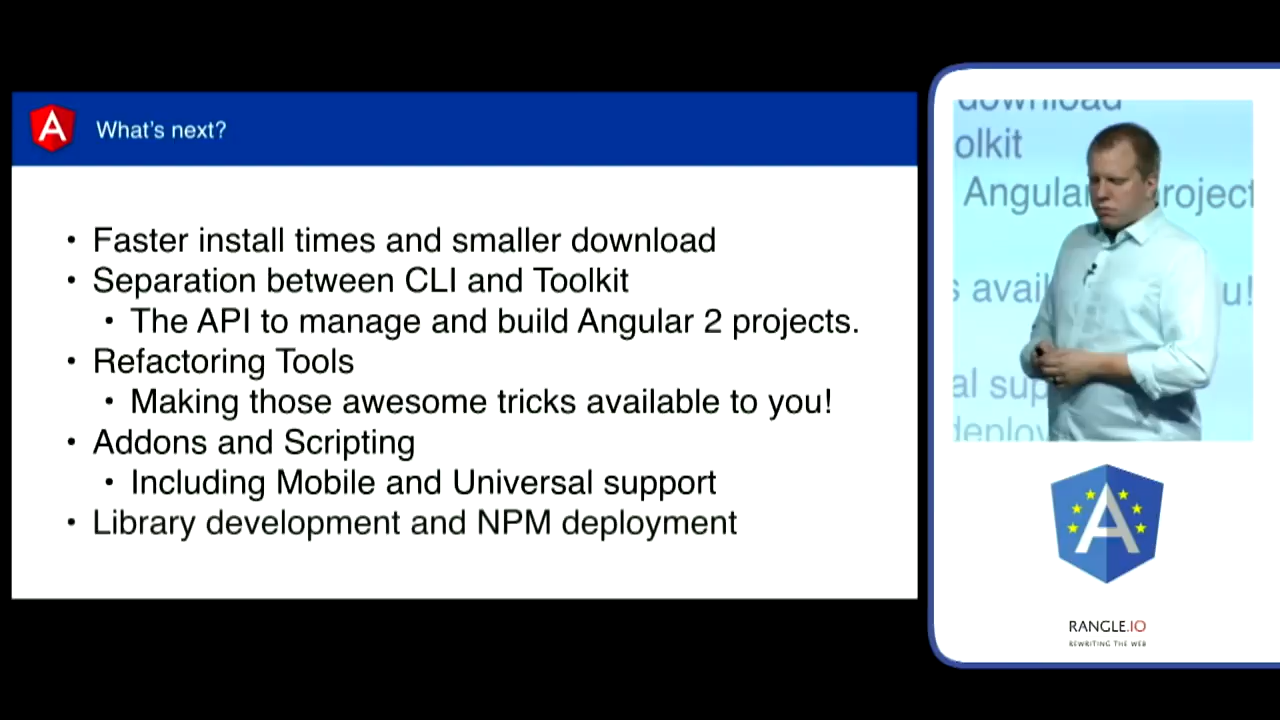 What's next?
• Faster install times and smaller download
• Separation between CLI and Toolkit
• The API to manage and build Angular 2 projects.
• Refactoring Tools
• Making those awesome tricks available to you!
• Addons and Scripting
• Including Mobile and Universal support
• Library development and NPM deployment
download
olkit
Angular project
s avail u!
al sup
deploy
RANGLE.IO
REWRITING THE WEB